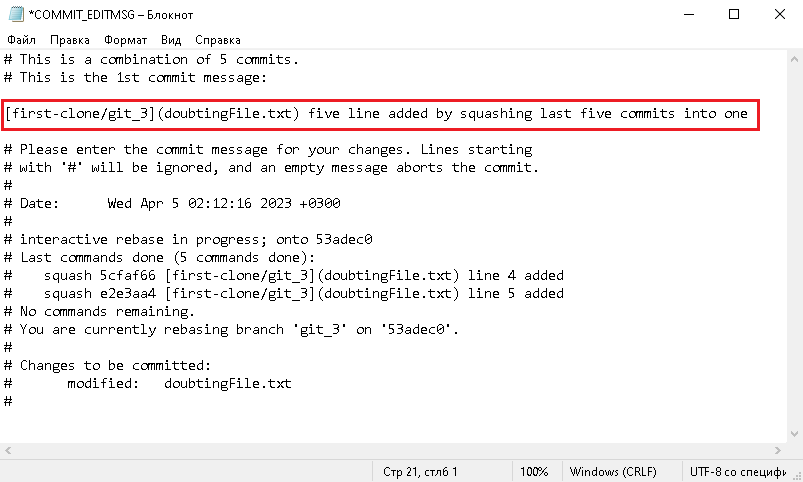 *COMMIT_EDITMSG – Блокнот
Файл Правка Формат Вид Справка
# This is a combination of 5 commits.
# This is the 1st commit message:
[first-clone/git_3](doubtingFile.txt) five line added by squashing last five commits into one
# Please enter the commit message for your changes. Lines starting
# with '#' will be ignored, and an empty message aborts the commit.
#
# Date:      Wed Apr 5 02:12:16 2023 +0300
#
# interactive rebase in progress; onto 53adec0
# Last commands done (5 commands done):
#    squash 5cfaf66 [first-clone/git_3](doubtingFile.txt) line 4 added
#    squash e2e3aa4 [first-clone/git_3](doubtingFile.txt) line 5 added
# No commands remaining.
# You are currently rebasing branch 'git_3' on '53adec0'.
#
# Changes to be committed:
#       modified:   doubtingFile.txt
#
Стр 21, стлб 1 100% Windows (CRLF) UTF-8 со специфи